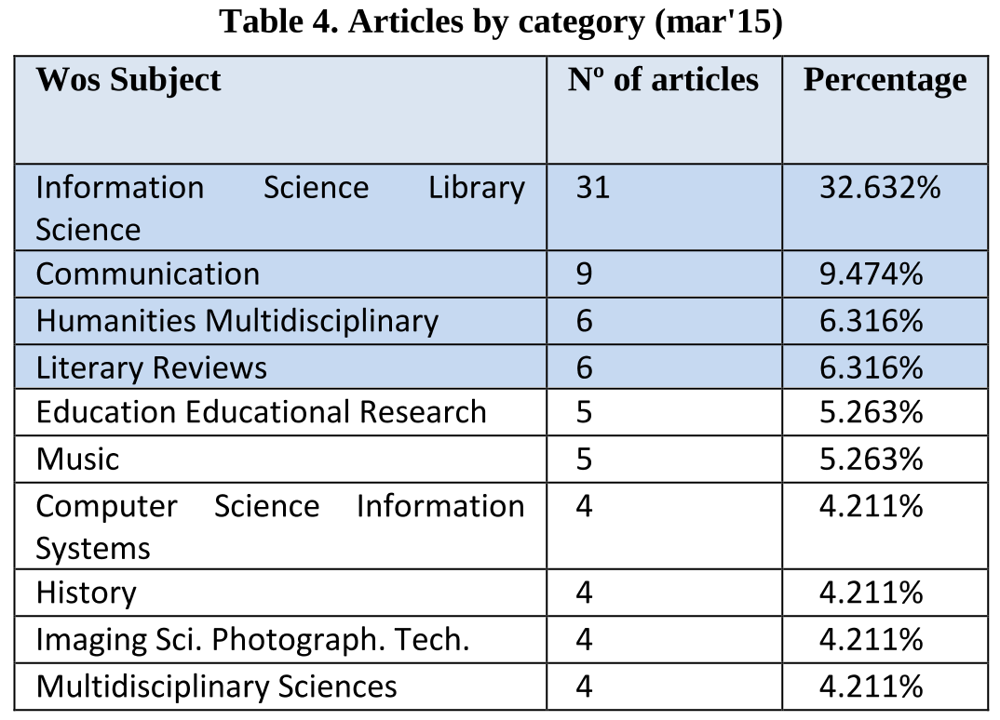 Table 4. Articles by category (mar'15)
Wos Subject Nº of articles Percentage
Information Science Library 31 32.632%
Science
Communication 9 9.474%
Humanities Multidisciplinary 6 6.316%
Literary Reviews 6 6.316%
Education Educational Research 5 5.263%
Music 5 5.263%
Computer Science Information 4 4.211%
Systems
History 4 4.211%
Imaging Sci. Photograph. Tech. 4 4.211%
Multidisciplinary Sciences 4 4.211%